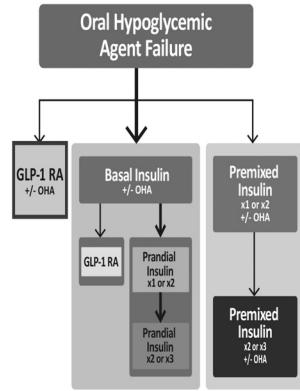 Oral Hypoglycemic
Agent Failure
GLP-1 RA
+/- OHA
Basal Insulin
+/- OHA
GLP-1 RA
Prandial
Insulin
x1 or x2
Prandial
Insulin
x2 or x3
Premixed
Insulin
x1 or x2
+/- OHA
Premixed
Insulin
x2 or x3
+/- OHA